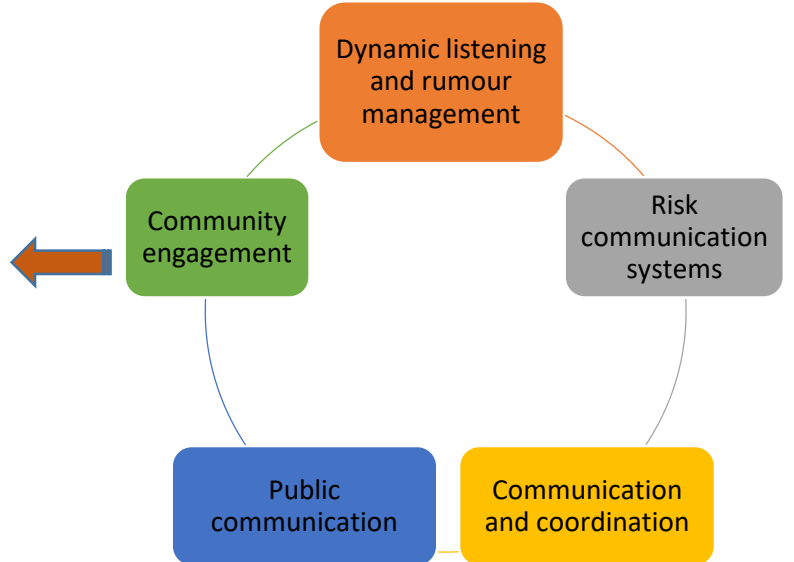 Dynamic listening
and rumour
management
Risk
communication
systems
Communication
and coordination
Public
communication
Community
engagement